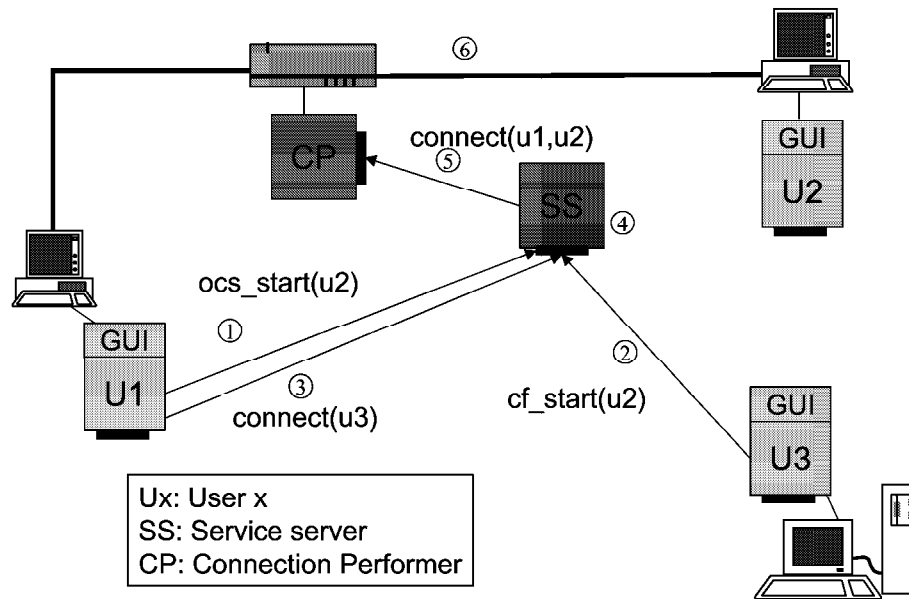 ⑥
GUI
U2
connect(u1,u2)
⑤
CP
SS
④
ocs_start(u2)
①
GUI
U1
②
③
connect(u3)
cf_start(u2)
GUI
U3
Ux: User x
SS: Service server
CP: Connection Performer